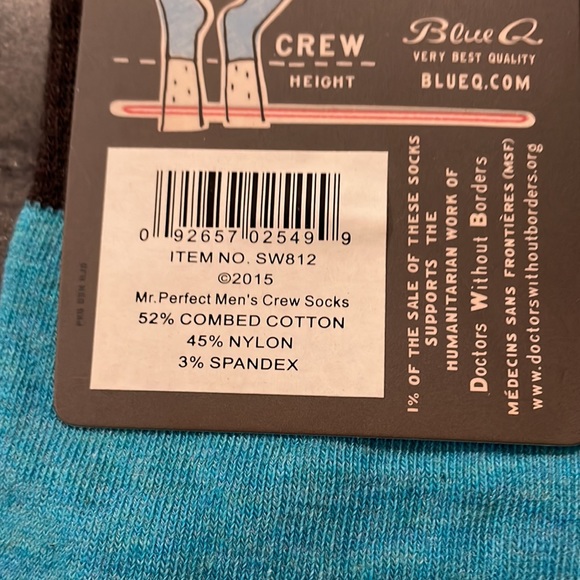 CREW
HEIGHT
Blue Q
VERY BEST QUALITY
BLUEQ.COM
0 92657 02549 9
ITEM NO. SW812
©2015
Mr.Perfect Men's Crew Socks
52% COMBED COTTON
45% NYLON
3% SPANDEX
1% OF THE SALE OF THESE SOCKS
SUPPORTS THE
HUMANITARIAN WORK OF
Doctors Without Borders
MÉDECINS SANS FRONTIÈRES (MSF)
www.doctorswithoutborders.org